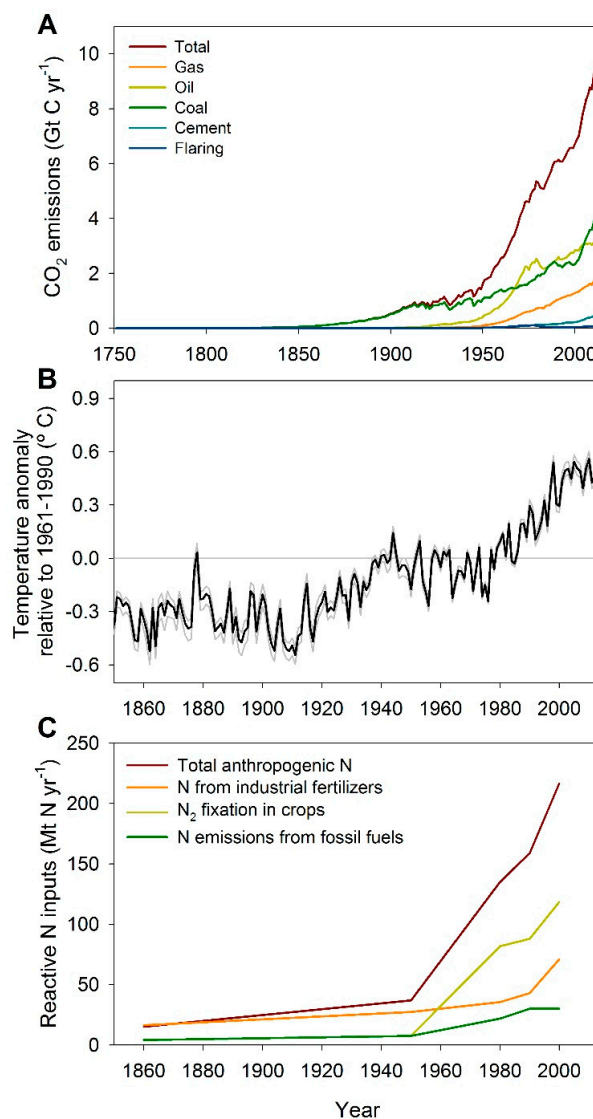 A
Total
Gas
Oil
Coal
Cement
Flaring
CO₂ emissions (Gt C yr⁻¹)
10
8
6
4
2
0
1750 1800 1850 1900 1950 2000
B
Temperature anomaly
relative to 1961-1990 (º C)
0.9
0.6
0.3
0.0
-0.3
-0.6
1860 1880 1900 1920 1940 1960 1980 2000
C
Total anthropogenic N
N from industrial fertilizers
N₂ fixation in crops
N emissions from fossil fuels
Reactive N inputs (Mt N yr⁻¹)
250
200
150
100
50
0
1860 1880 1900 1920 1940 1960 1980 2000
Year